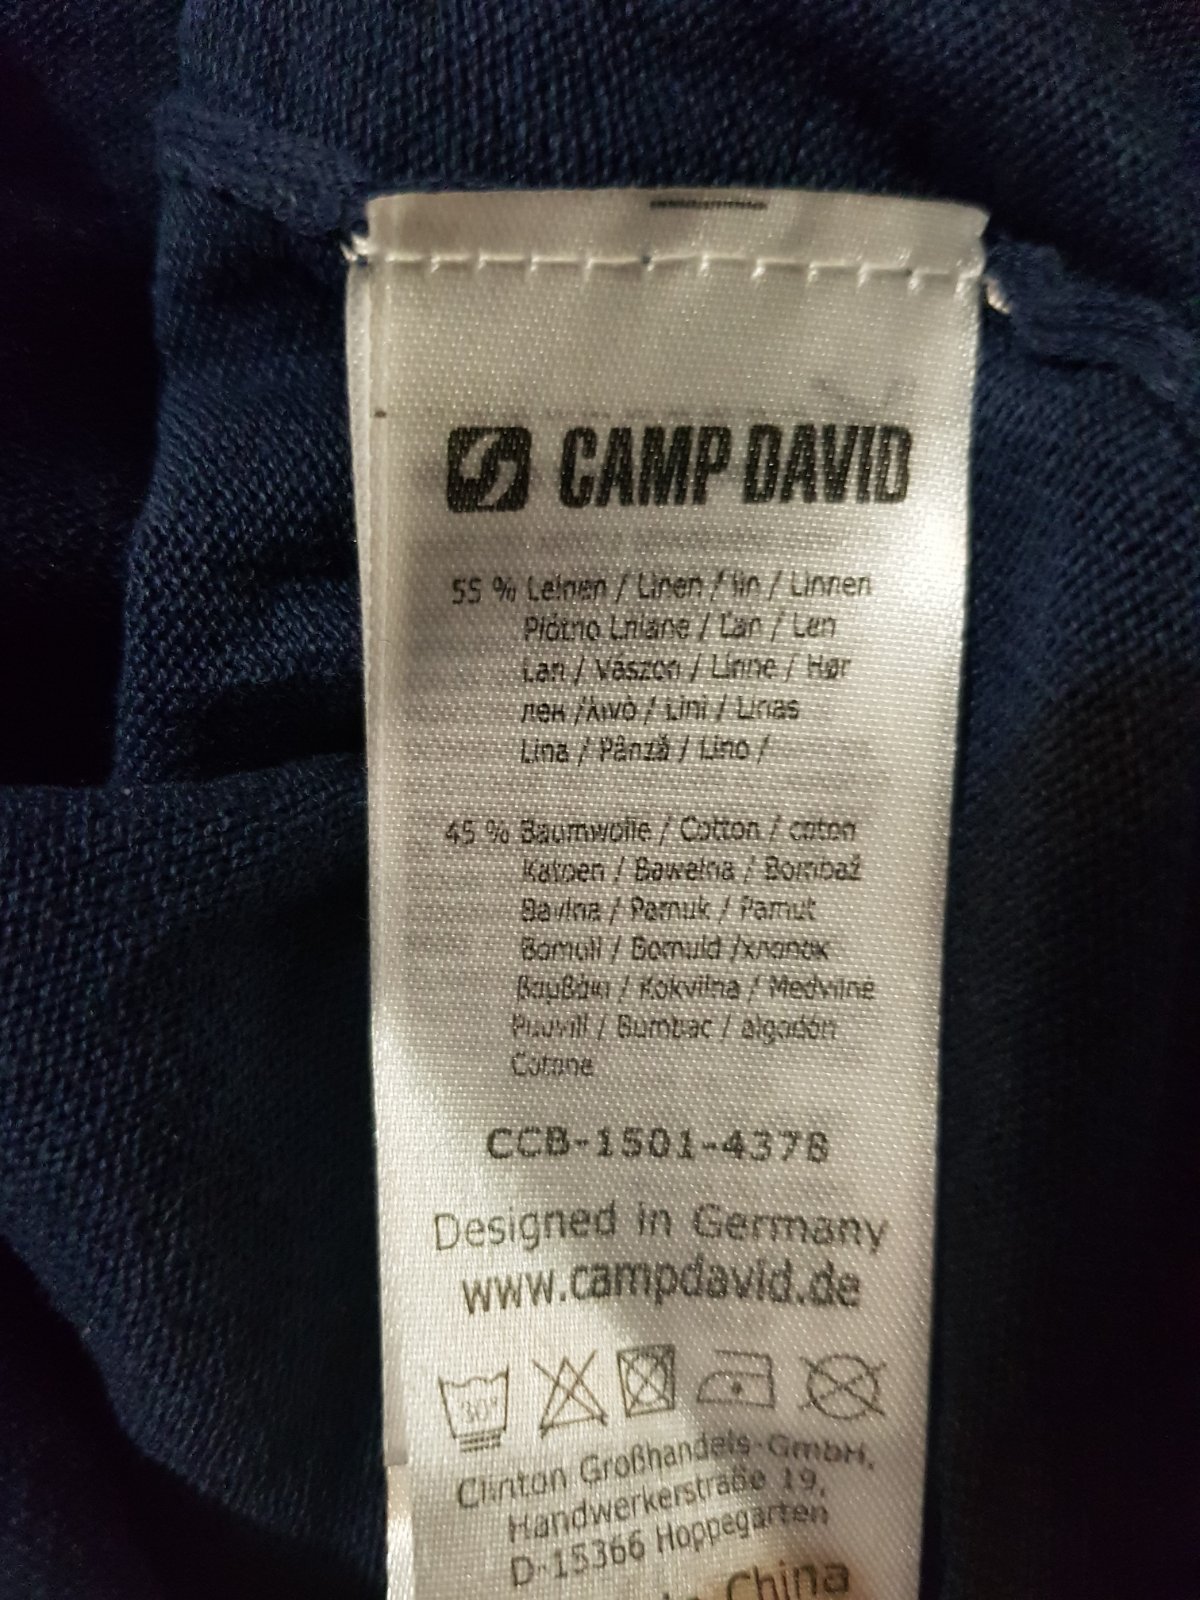 CAMP DAVID
55 % Leinen / Linen / lin / Linnen
Płótno Lniane / Ľan / Lan
Lan / Vászon / Linne / Hør
лек /λινό / Lini / Linas
Lina / Pânză / Lino /
45 % Baumwolle / Cotton / coton
Katoen / Bawełna / Bombaž
Bavlna / Pamuk / Pamut
Bomull / Bomuld /хлопок
βαμβάκι / Kokvilna / Medvilnė
Puuvill / Bumbac / algodón
Cotone
CCB-1501-4378
Designed in Germany
www.campdavid.de
30°
Clinton Großhandels-GmbH,
Handwerkerstraße 19,
D-15366 Hoppegarten
China